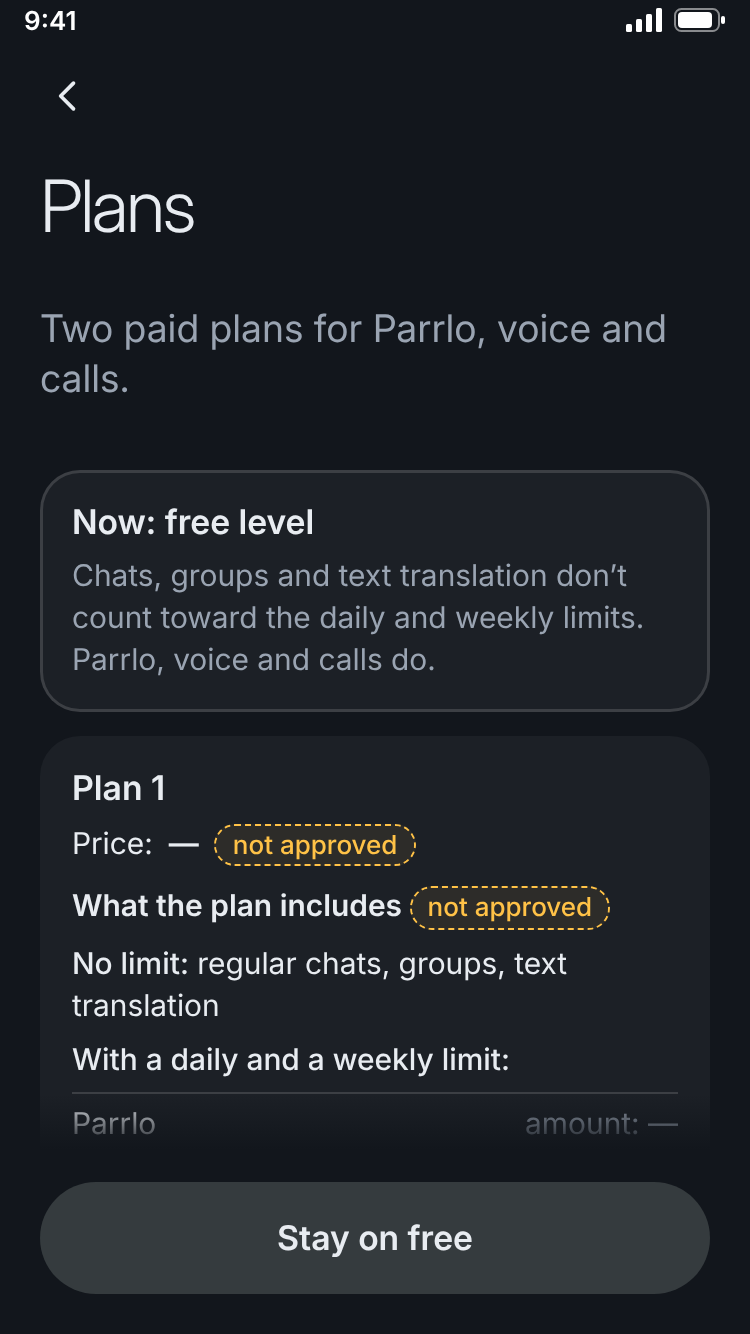 9:41
Plans
Two paid plans for Parrlo, voice and
calls.
Now: free level
Chats, groups and text translation don’t
count toward the daily and weekly limits.
Parrlo, voice and calls do.
Plan 1
Price: — not approved
What the plan includes not approved
No limit: regular chats, groups, text
translation
With a daily and a weekly limit:
Parrlo amount: —
Stay on free